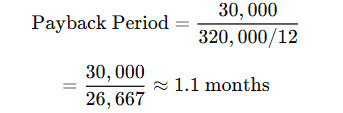 Payback Period = 30,000 / 320,000/12
= 30,000 / 26,667 ≈ 1.1 months